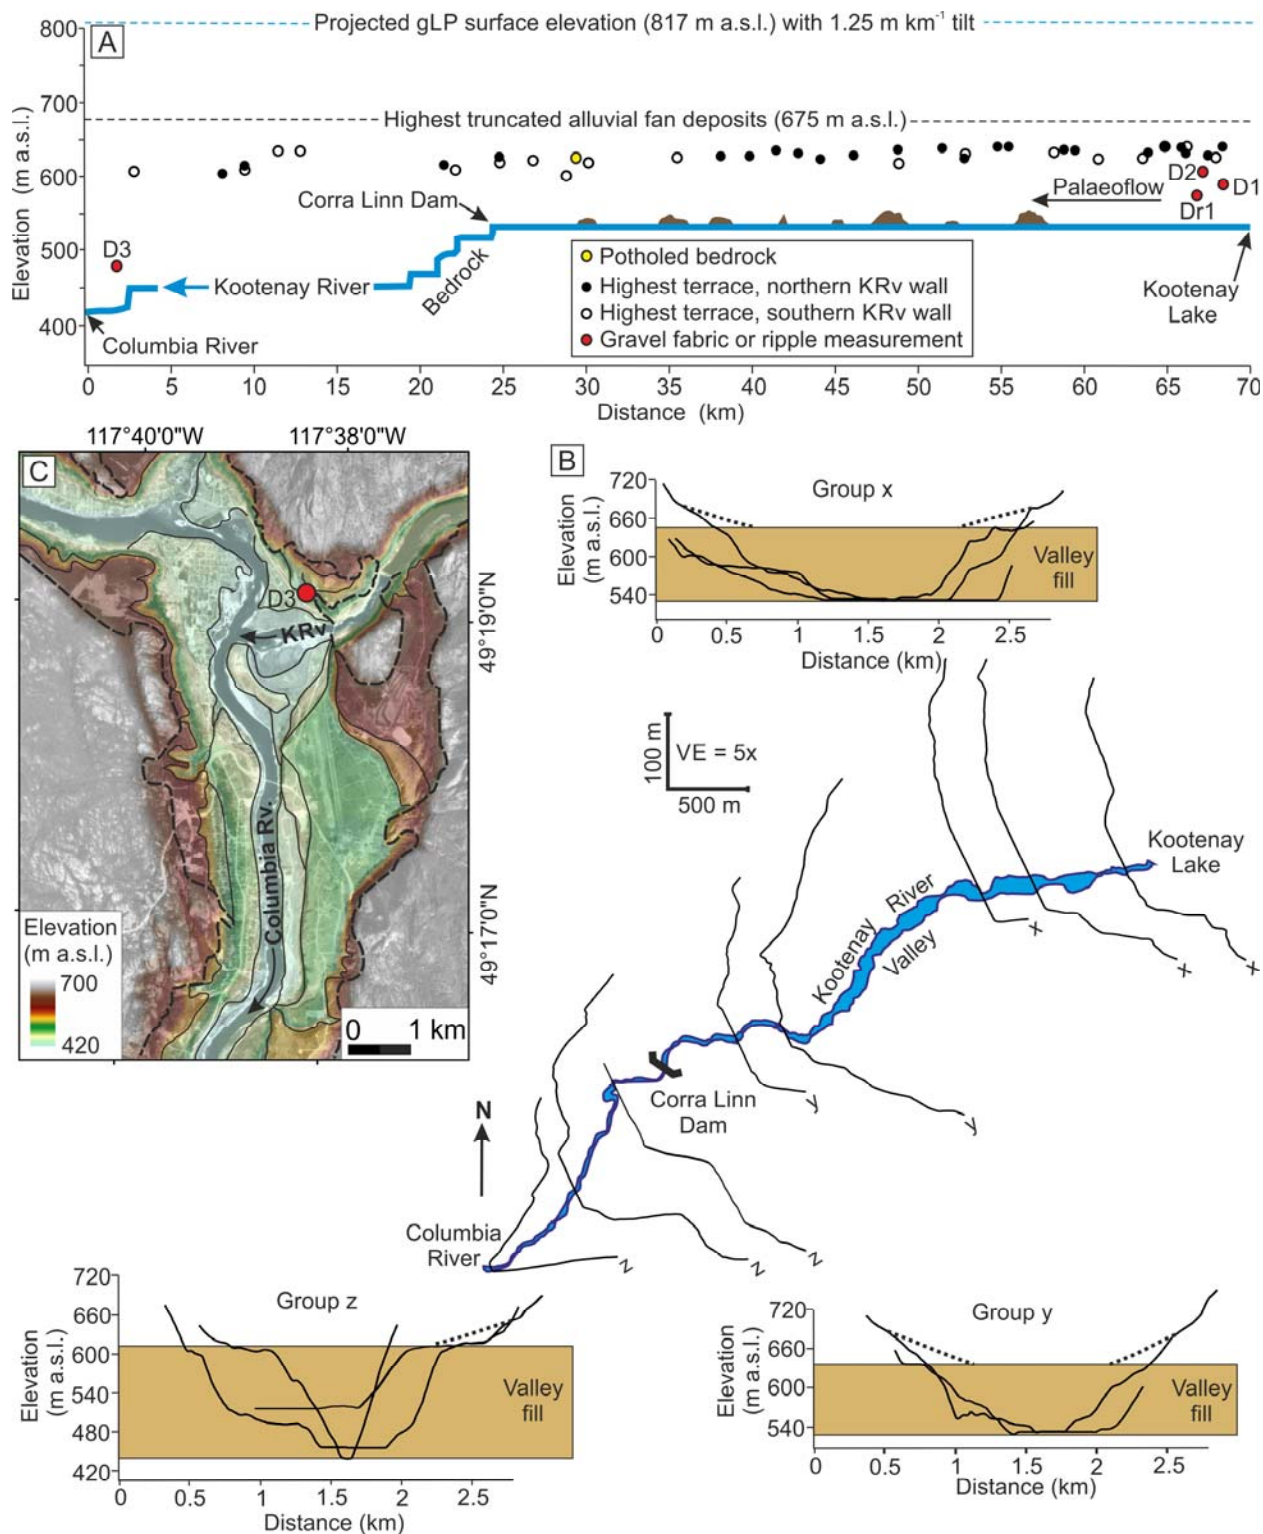 Projected gLP surface elevation (817 m a.s.l.) with 1.25 m km⁻¹ tilt
A
800
700
600
500
400
Elevation (m a.s.l.)
Highest truncated alluvial fan deposits (675 m a.s.l.)
Corra Linn Dam
D2
Palaeoflow
D1
Dr1
D3
Kootenay River
Bedrock
Columbia River
Potholed bedrock
Highest terrace, northern KRv wall
Highest terrace, southern KRv wall
Gravel fabric or ripple measurement
Kootenay
Lake
0 5 10 15 20 25 30 35 40 45 50 55 60 65 70
Distance (km)
117°40'0"W 117°38'0"W
C
D3
KRv
Columbia Rv.
49°19'0"N
49°17'0"N
Elevation
(m a.s.l.)
700
420
0 1 km
B
720
660
600
540
Elevation
(m a.s.l.)
Group x
Valley
fill
0 0.5 1 1.5 2 2.5
Distance (km)
100 m
VE = 5x
500 m
Kootenay
Lake
Kootenay River
Valley
x
x
x
Corra Linn
Dam
y
y
N
Columbia
River
z
z
z
720
660
600
540
480
420
Elevation
(m a.s.l.)
Group z
Valley
fill
0 0.5 1 1.5 2 2.5
Distance (km)
720
660
600
540
Elevation
(m a.s.l.)
Group y
Valley
fill
0 0.5 1.0 1.5 2 2.5
Distance (km)